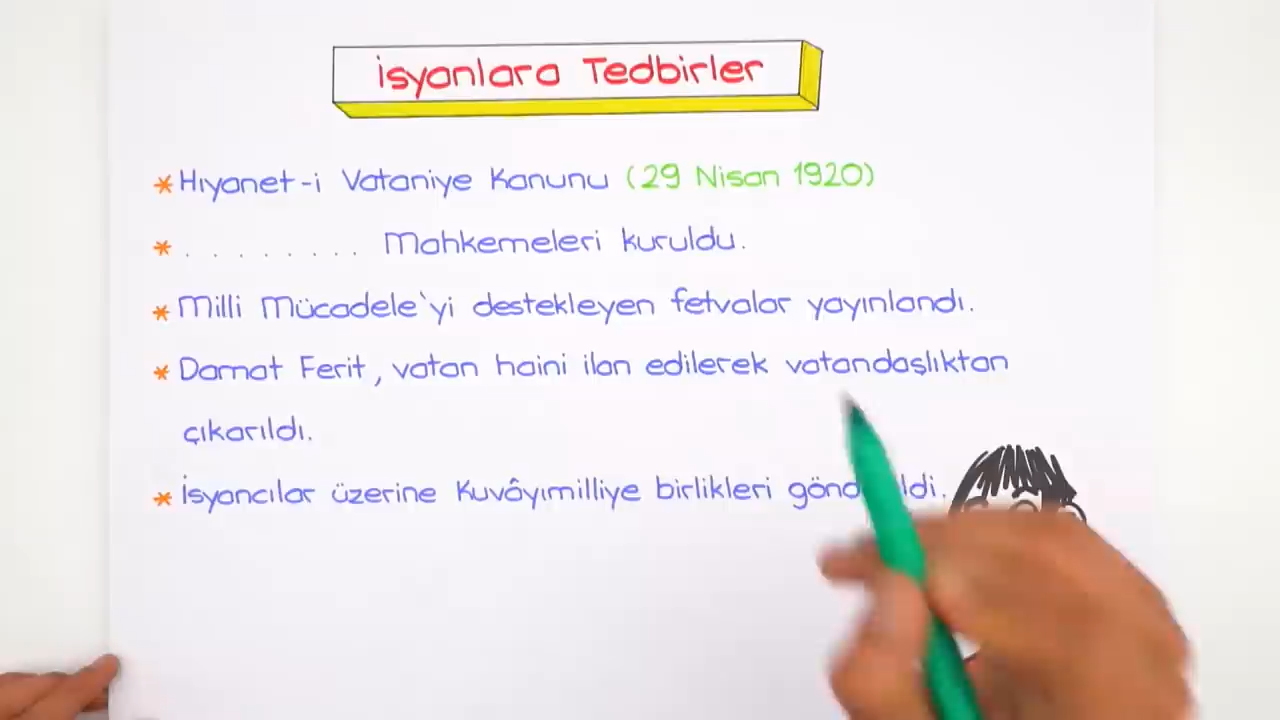 İsyanlara Tedbirler
* Hıyanet-i Vataniye Kanunu (29 Nisan 1920)
* . . . . . . . . Mahkemeleri kuruldu.
* Milli Mücadele'yi destekleyen fetvalar yayınlandı.
* Damat Ferit, vatan haini ilan edilerek vatandaşlıktan
çıkarıldı.
* İsyancılar üzerine Kuvâyımilliye birlikleri